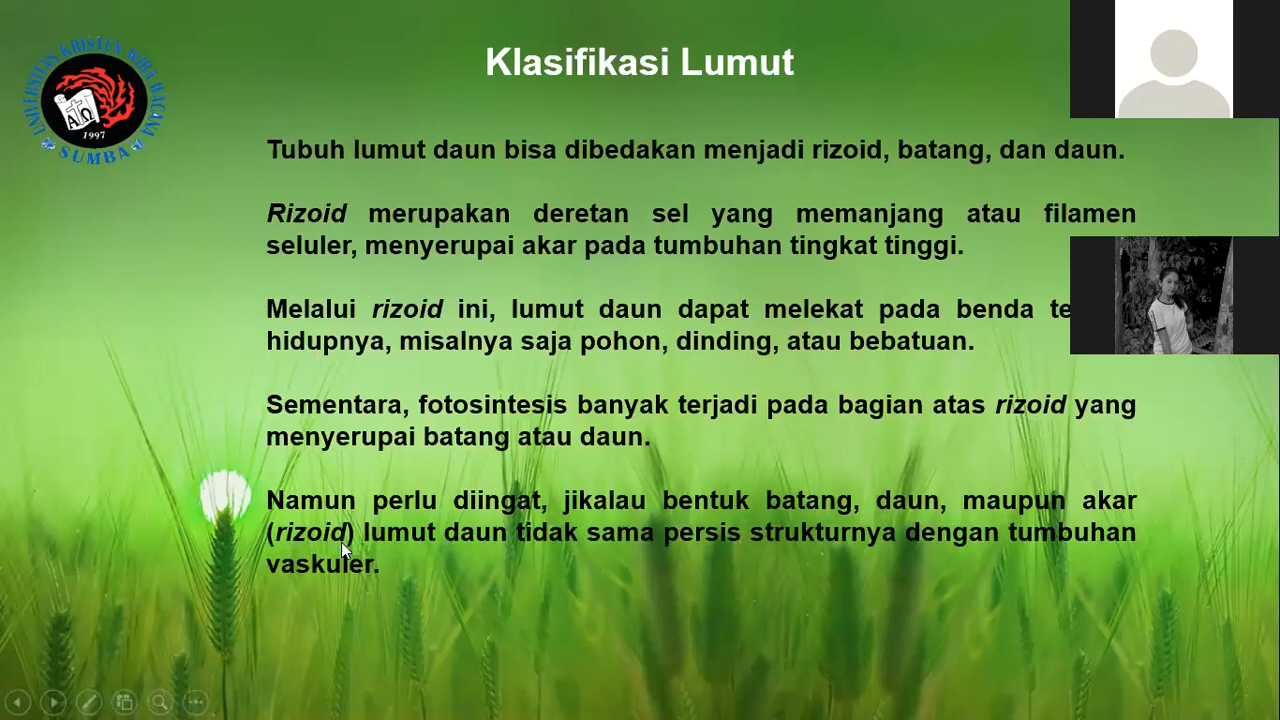 Klasifikasi Lumut
UNIVERSITAS KRISTEN WIRA WACANA
SUMBA
1997
Tubuh lumut daun bisa dibedakan menjadi rizoid, batang, dan daun.
Rizoid merupakan deretan sel yang memanjang atau filamen
seluler, menyerupai akar pada tumbuhan tingkat tinggi.
Melalui rizoid ini, lumut daun dapat melekat pada benda
hidupnya, misalnya saja pohon, dinding, atau bebatuan.
Sementara, fotosintesis banyak terjadi pada bagian atas rizoid yang
menyerupai batang atau daun.
Namun perlu diingat, jikalau bentuk batang, daun, maupun akar
(rizoid) lumut daun tidak sama persis strukturnya dengan tumbuhan
vaskuler.